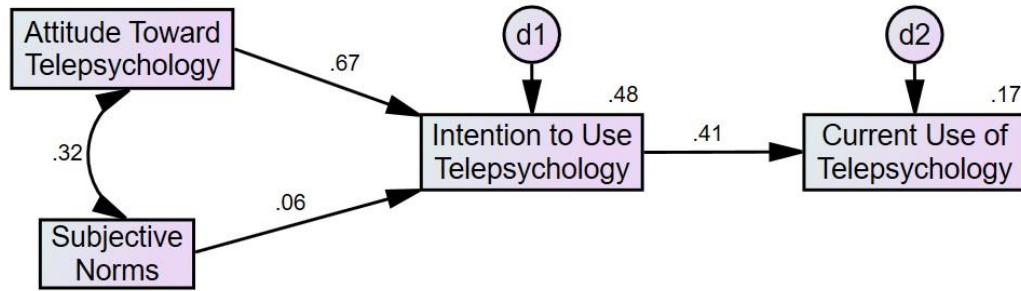 Attitude Toward
Telepsychology
.67
.32
Subjective
Norms
.06
d1
.48
Intention to Use
Telepsychology
.41
d2
.17
Current Use of
Telepsychology